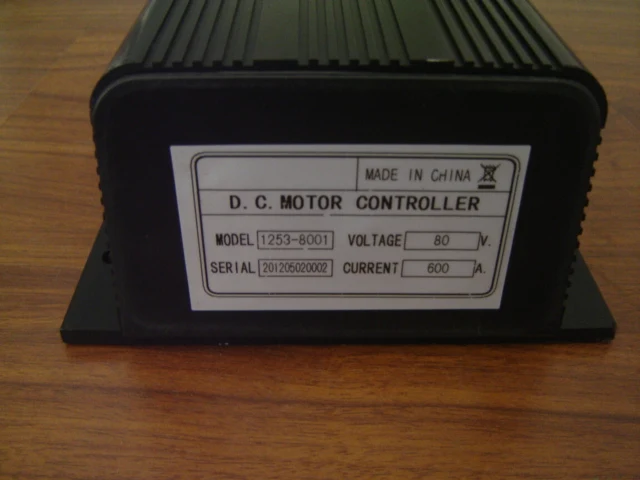 MADE IN CHINA
D.C. MOTOR CONTROLLER
MODEL 1253-8001 VOLTAGE 80 V.
SERIAL 201205020002 CURRENT 600 A.